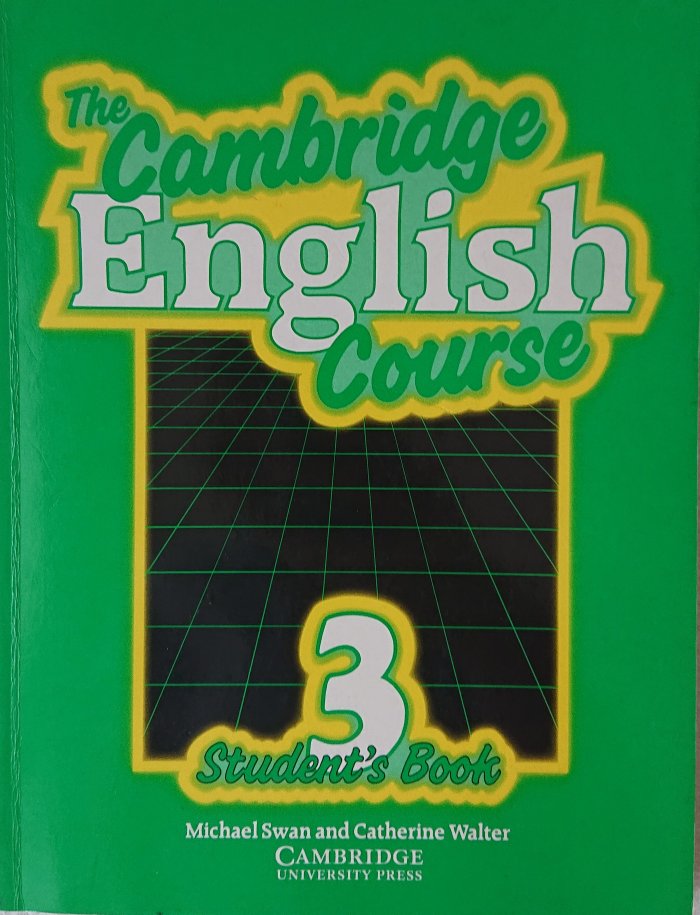 The
Cambridge
English
Course
3
Student's Book
Michael Swan and Catherine Walter
CAMBRIDGE
UNIVERSITY PRESS